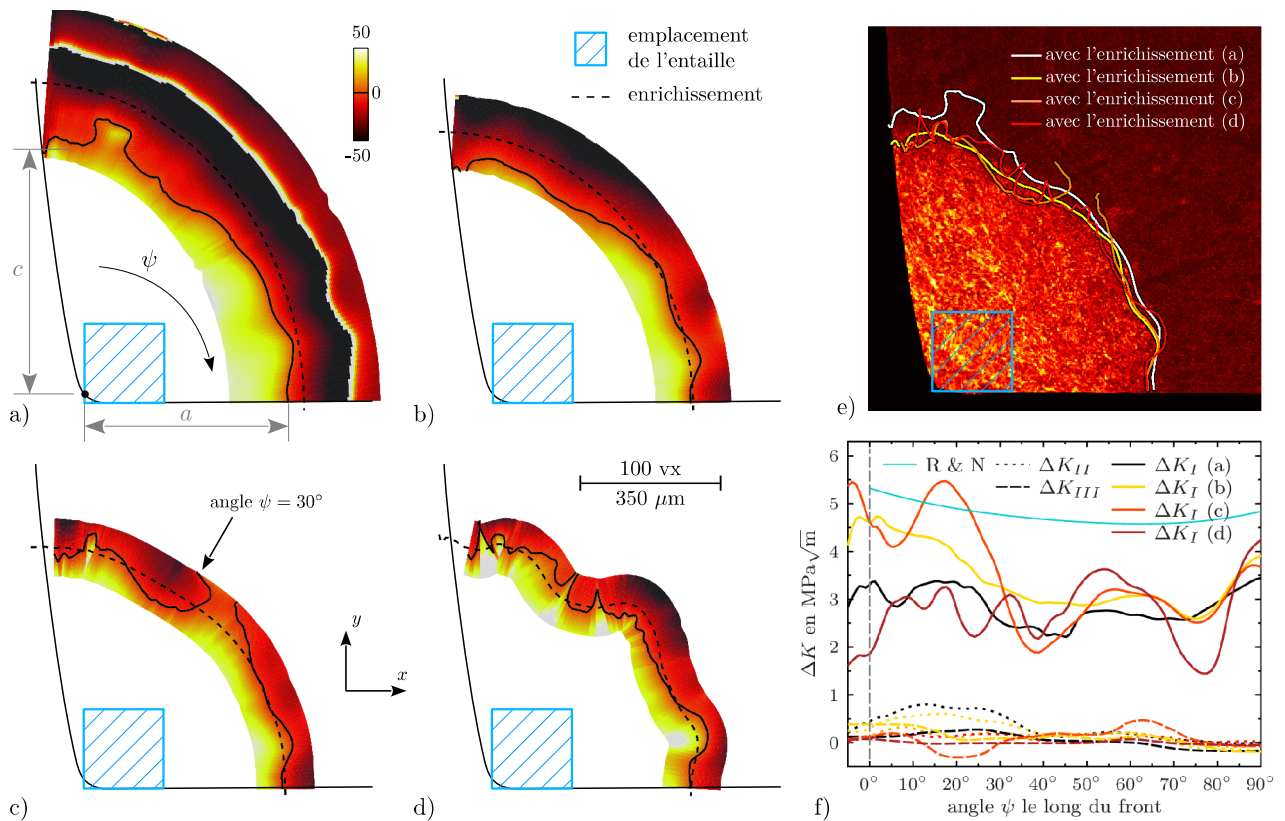 50
0
-50
c
ψ
a
a)
emplacement
de l'entaille
enrichissement
b)
avec l'enrichissement (a)
avec l'enrichissement (b)
avec l'enrichissement (c)
avec l'enrichissement (d)
e)
angle ψ = 30°
c)
100 vx
350 μm
y
x
d)
R & N
ΔK_II
ΔK_III
ΔK_I (a)
ΔK_I (b)
ΔK_I (c)
ΔK_I (d)
ΔK en MPa√m
6
5
4
3
2
1
0
0° 10° 20° 30° 40° 50° 60° 70° 80° 90°
angle ψ le long du front
f)